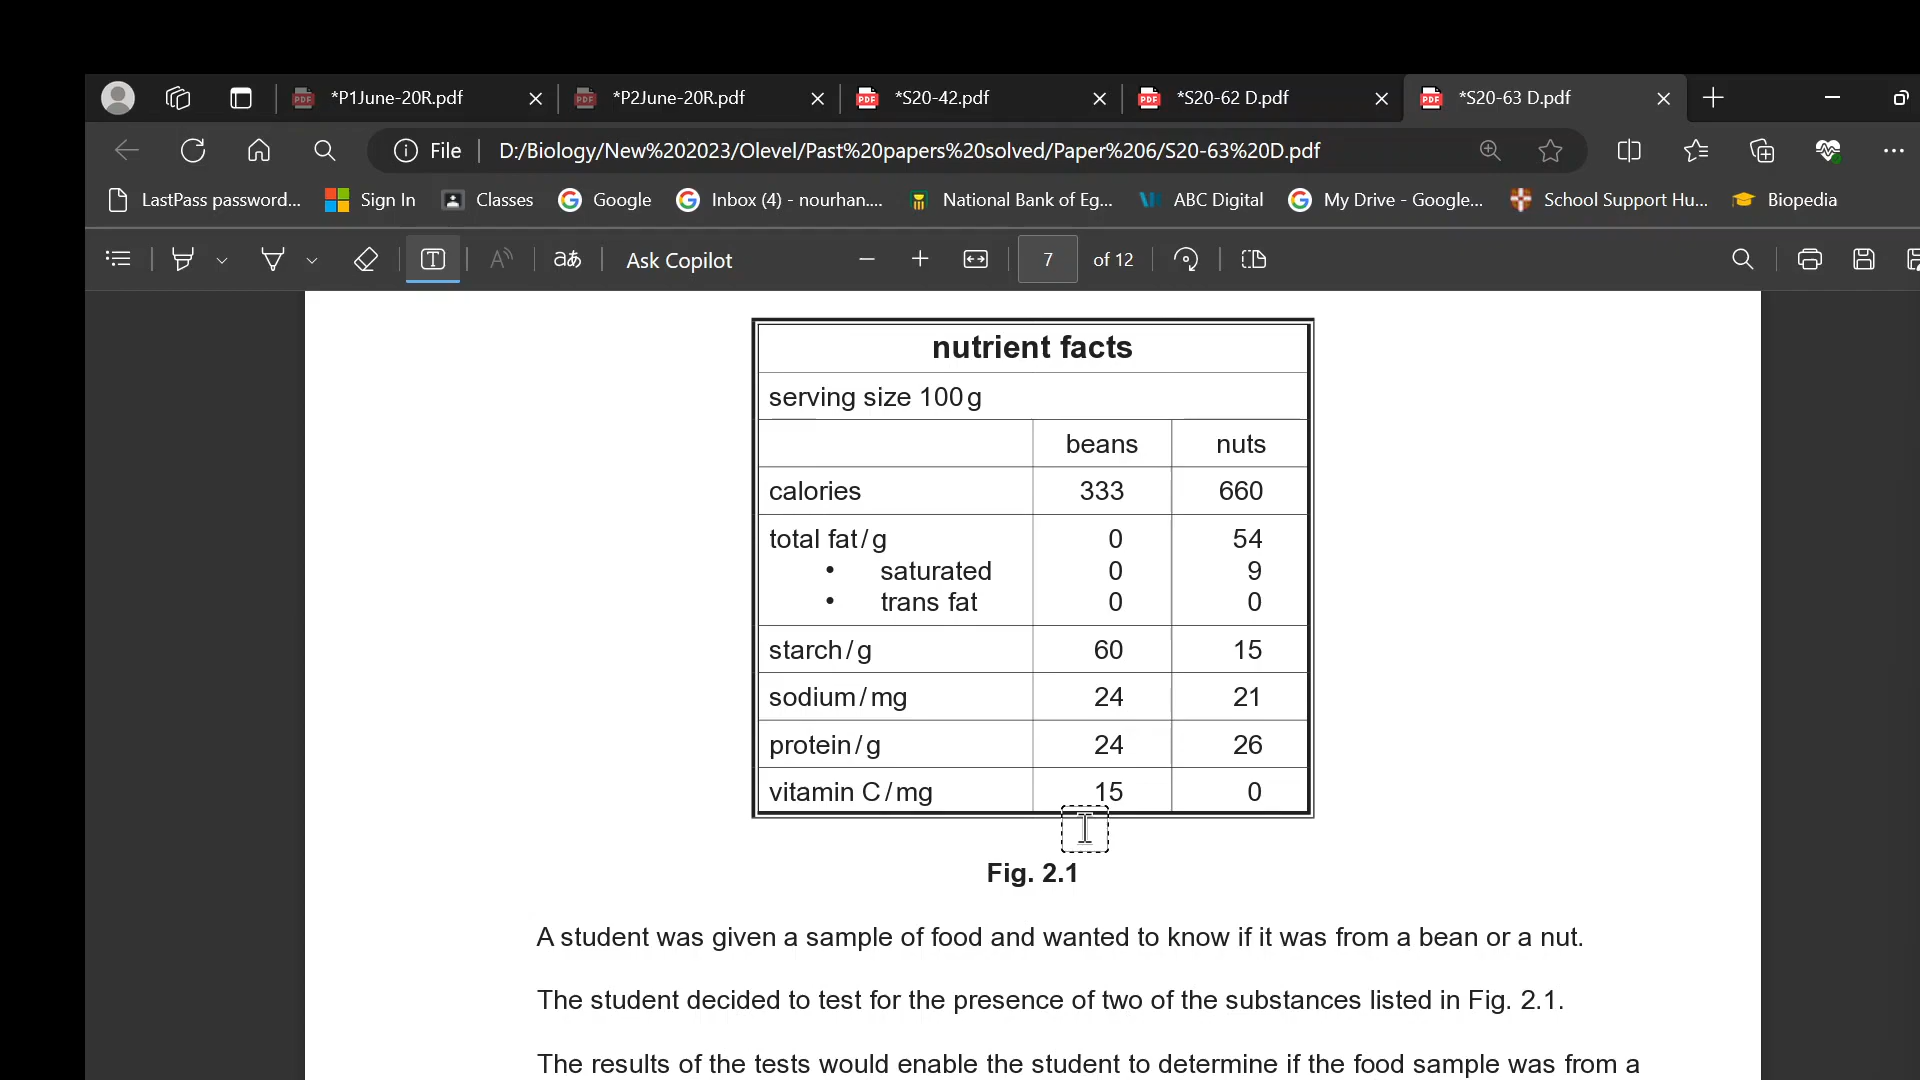 *P1June-20R.pdf
*P2June-20R.pdf
*S20-42.pdf
*S20-62 D.pdf
*S20-63 D.pdf
File
D:/Biology/New%202023/Olevel/Past%20papers%20solved/Paper%206/S20-63%20D.pdf
LastPass password...
Sign In
Classes
Google
Inbox (4) - nourhan....
National Bank of Eg...
ABC Digital
My Drive - Google...
School Support Hu...
Biopedia
Ask Copilot
7 of 12
nutrient facts
serving size 100 g
beans nuts
calories 333 660
total fat / g 0 54
• saturated 0 9
• trans fat 0 0
starch / g 60 15
sodium / mg 24 21
protein / g 24 26
vitamin C / mg 15 0
Fig. 2.1
A student was given a sample of food and wanted to know if it was from a bean or a nut.
The student decided to test for the presence of two of the substances listed in Fig. 2.1.
The results of the tests would enable the student to determine if the food sample was from a